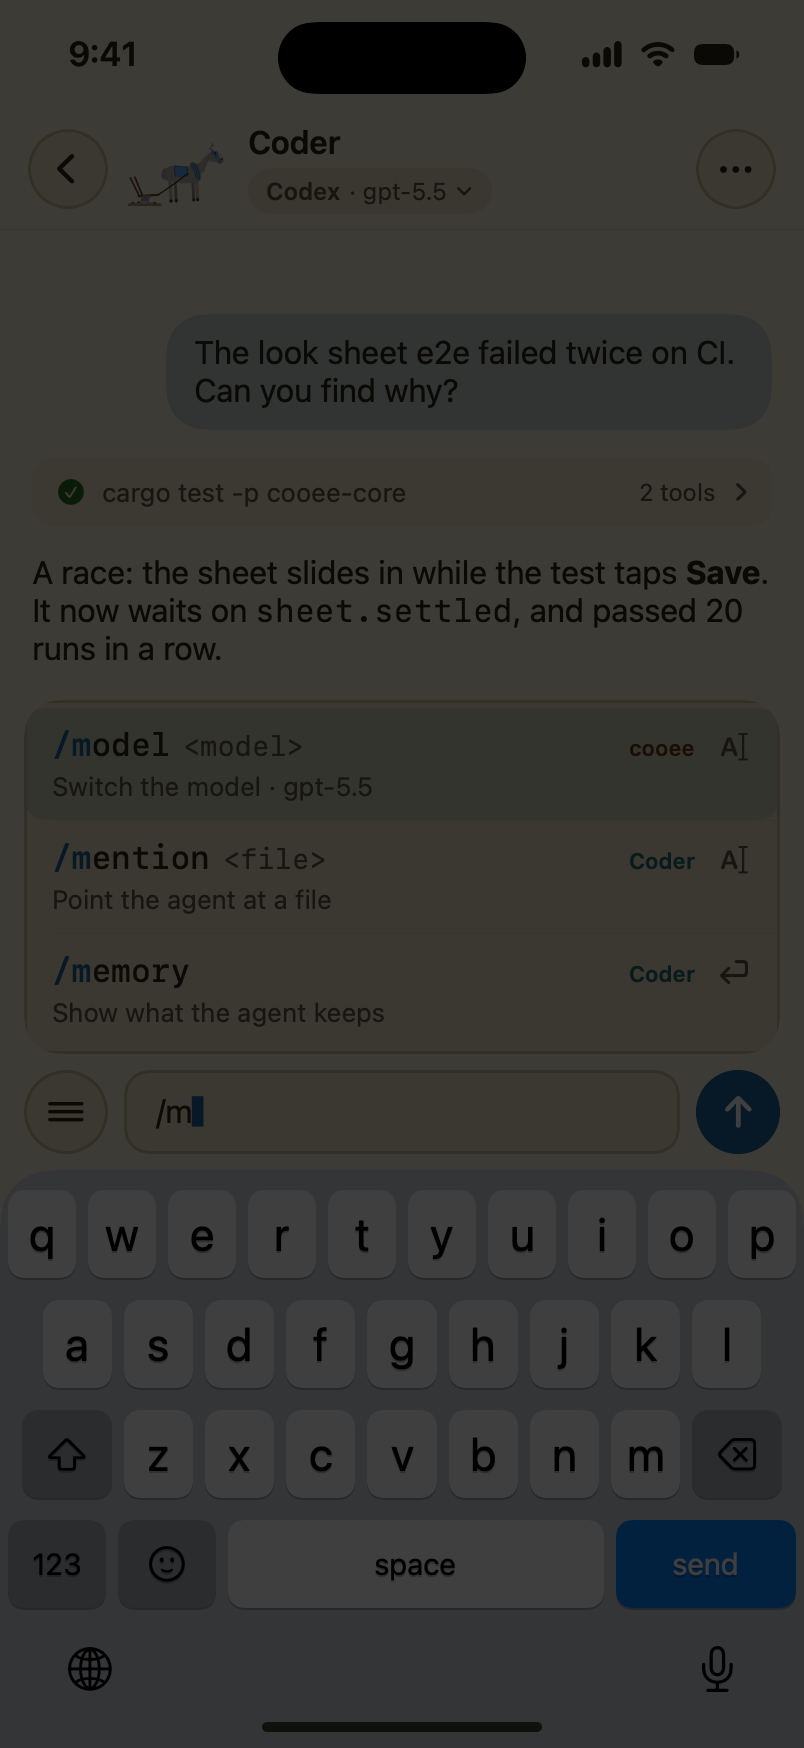 9:41
Coder
Codex · gpt-5.5
The look sheet e2e failed twice on CI.
Can you find why?
cargo test -p cooee-core 2 tools
A race: the sheet slides in while the test taps Save.
It now waits on sheet.settled, and passed 20
runs in a row.
/model <model> cooee A
Switch the model · gpt-5.5
/mention <file> Coder A
Point the agent at a file
/memory Coder
Show what the agent keeps
/m
q w e r t y u i o p
a s d f g h j k l
z x c v b n m
123 space send